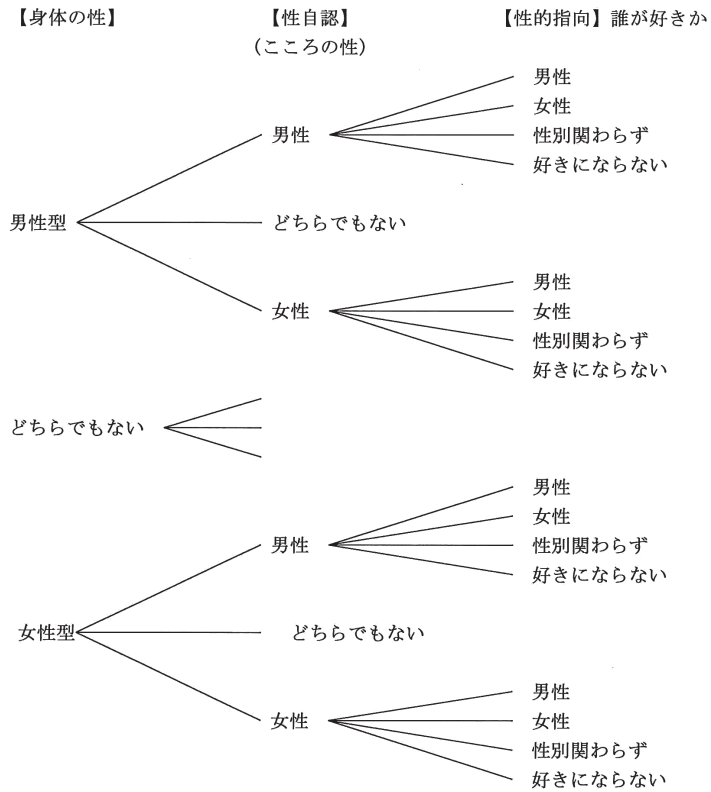 【身体の性】 【性自認】 【性的指向】誰が好きか
（こころの性）
男性
女性
男性 性別関わらず
好きにならない
男性型 どちらでもない
男性
女性 女性
性別関わらず
好きにならない
どちらでもない
男性
女性
男性 性別関わらず
好きにならない
女性型 どちらでもない
男性
女性 女性
性別関わらず
好きにならない